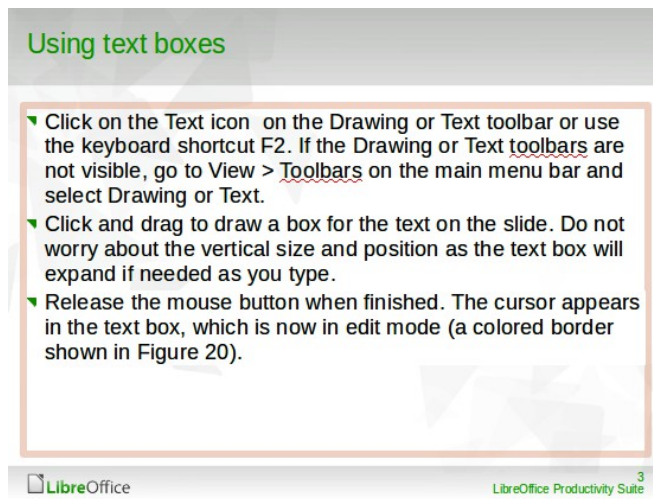 Using text boxes
Click on the Text icon on the Drawing or Text toolbar or use
the keyboard shortcut F2. If the Drawing or Text toolbars are
not visible, go to View > Toolbars on the main menu bar and
select Drawing or Text.
Click and drag to draw a box for the text on the slide. Do not
worry about the vertical size and position as the text box will
expand if needed as you type.
Release the mouse button when finished. The cursor appears
in the text box, which is now in edit mode (a colored border
shown in Figure 20).
LibreOffice
3
LibreOffice Productivity Suite